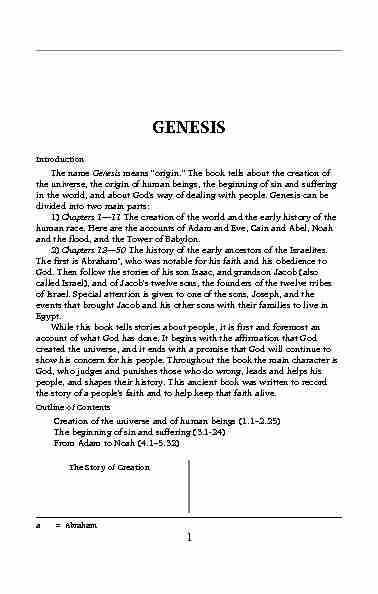 GENESIS
Introduction
The name Genesis means "origin." The book tells about the creation of
the universe, the origin of human beings, the beginning of sin and suffering
in the world, and about God's way of dealing with people. Genesis can be
divided into two main parts:
1) Chapters 1—11 The creation of the world and the early history of the
human race. Here are the accounts of Adam and Eve, Cain and Abel, Noah
and the flood, and the Tower of Babylon.
2) Chapters 12—50 The history of the early ancestors of the Israelites.
The first is Abrahamª, who was notable for his faith and his obedience to
God. Then follow the stories of his son Isaac, and grandson Jacob (also
called Israel), and of Jacob's twelve sons, the founders of the twelve tribes
of Israel. Special attention is given to one of the sons, Joseph, and the
events that brought Jacob and his other sons with their families to live in
Egypt.
While this book tells stories about people, it is first and foremost an
account of what God has done. It begins with the affirmation that God
created the universe, and it ends with a promise that God will continue to
show his concern for his people. Throughout the book the main character is
God, who judges and punishes those who do wrong, leads and helps his
people, and shapes their history. This ancient book was written to record
the story of a people's faith and to help keep that faith alive.
Outline of Contents
Creation of the universe and of human beings (1.1–2.25)
The beginning of sin and suffering (3.1-24)
From Adam to Noah (4.1–5.32)
The Story of Creation
a = Abraham
1